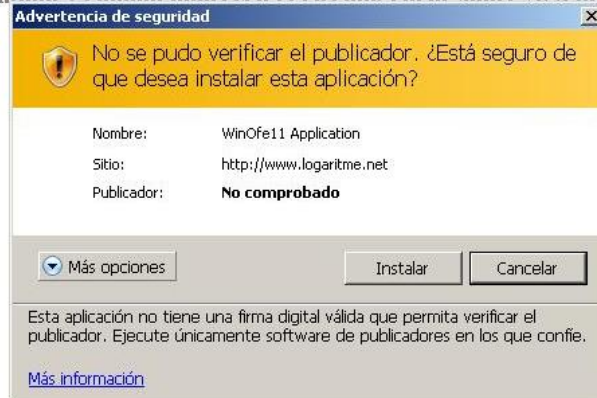 Advertencia de seguridad
No se pudo verificar el publicador. ¿Está seguro de
que desea instalar esta aplicación?
Nombre: WinOfe11 Application
Sitio: http://www.logaritme.net
Publicador: No comprobado
Más opciones Instalar Cancelar
Esta aplicación no tiene una firma digital válida que permita verificar el
publicador. Ejecute únicamente software de publicadores en los que confíe.
Más información